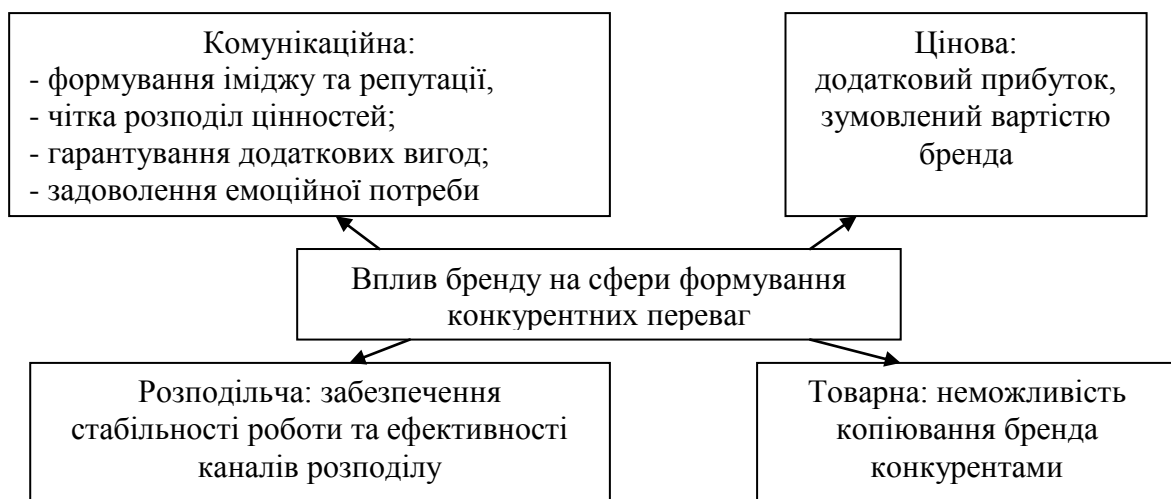 Комунікаційна:
- формування іміджу та репутації,
- чітка розподіл цінностей;
- гарантування додаткових вигод;
- задоволення емоційної потреби
Цінова:
додатковий прибуток,
зумовлений вартістю
бренда
Вплив бренду на сфери формування
конкурентних переваг
Розподільча: забезпечення
стабільності роботи та ефективності
каналів розподілу
Товарна: неможливість
копіювання бренда
конкурентами